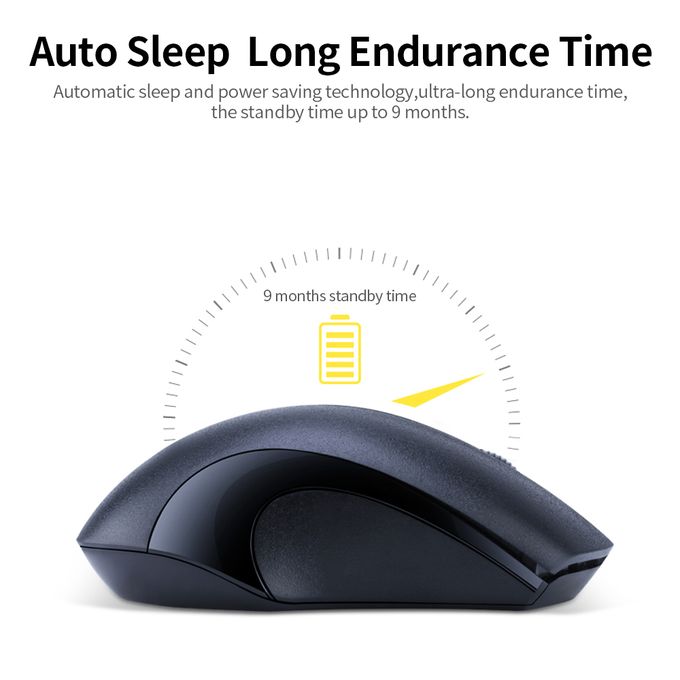 Auto Sleep  Long Endurance Time
Automatic sleep and power saving technology,ultra-long endurance time,
the standby time up to 9 months.
9 months standby time